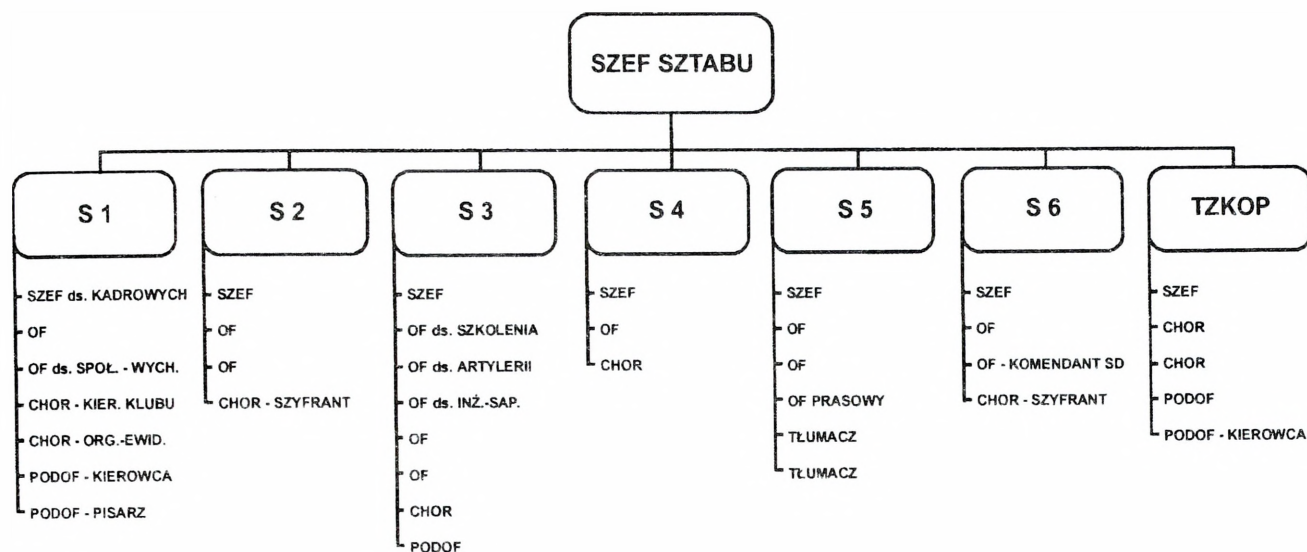 SZEF SZTABU
S 1
SZEF ds. KADROWYCH
OF
OF ds. SPOŁ. - WYCH.
CHOR - KIER. KLUBU
CHOR - ORG.-EWID.
PODOF - KIEROWCA
PODOF - PISARZ
S 2
SZEF
OF
OF
CHOR - SZYFRANT
S 3
SZEF
OF ds. SZKOLENIA
OF ds. ARTYLERII
OF ds. INŻ.-SAP.
OF
OF
CHOR
PODOF
S 4
SZEF
OF
CHOR
S 5
SZEF
OF
OF
OF PRASOWY
TŁUMACZ
TŁUMACZ
S 6
SZEF
OF
OF - KOMENDANT SD
CHOR - SZYFRANT
TZKOP
SZEF
CHOR
CHOR
PODOF
PODOF - KIEROWCA